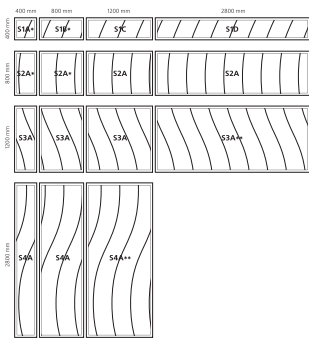 400 mm 800 mm 1200 mm 2800 mm
400 mm
S1A* S1B* S1C S1D
800 mm
S2A* S2A* S2A S2A
1200 mm
S3A S3A S3A S3A**
2800 mm
S4A S4A S4A**